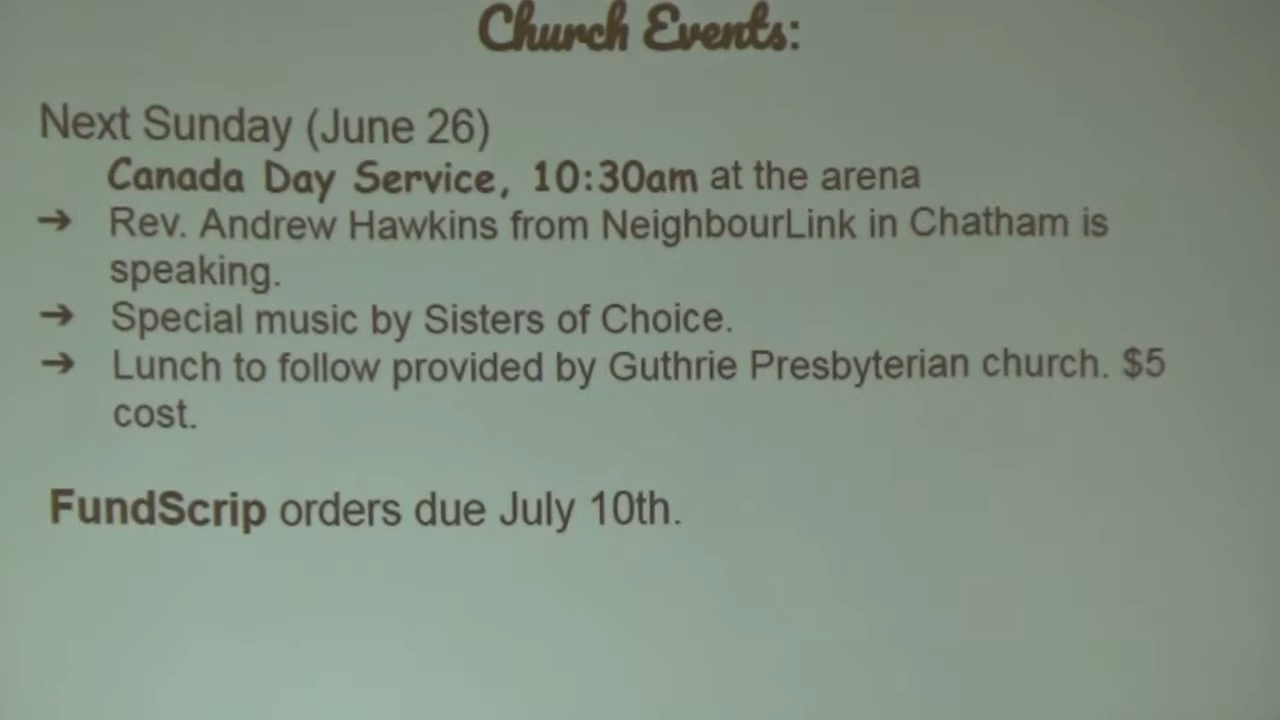 Church Events:
Next Sunday (June 26)
Canada Day Service, 10:30am at the arena
➔ Rev. Andrew Hawkins from NeighbourLink in Chatham is
speaking.
➔ Special music by Sisters of Choice.
➔ Lunch to follow provided by Guthrie Presbyterian church. $5
cost.
FundScrip orders due July 10th.